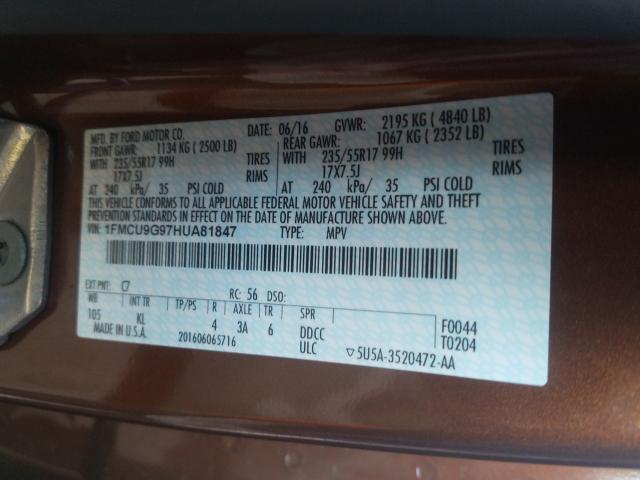 MFD. BY FORD MOTOR CO. DATE: 06/16 GVWR: 2195 KG ( 4840 LB)
FRONT GAWR: 1134 KG ( 2500 LB) REAR GAWR: 1067 KG ( 2352 LB)
WITH 235/55R17 99H TIRES WITH 235/55R17 99H TIRES
17X7.5J RIMS 17X7.5J RIMS
AT 240 kPa/ 35 PSI COLD AT 240 kPa/ 35 PSI COLD
THIS VEHICLE CONFORMS TO ALL APPLICABLE FEDERAL MOTOR VEHICLE SAFETY AND THEFT
PREVENTION STANDARDS IN EFFECT ON THE DATE OF MANUFACTURE SHOWN ABOVE.
VIN: 1FMCU9G97HUA81847 TYPE: MPV
EXT PNT: C7 RC: 56 DSO:
WB INT TR TP/PS R AXLE TR SPR
105 KL 4 3A 6 DDCC F0044
MADE IN U.S.A. 201606065716 ULC T0204
▽5U5A-3520472-AA